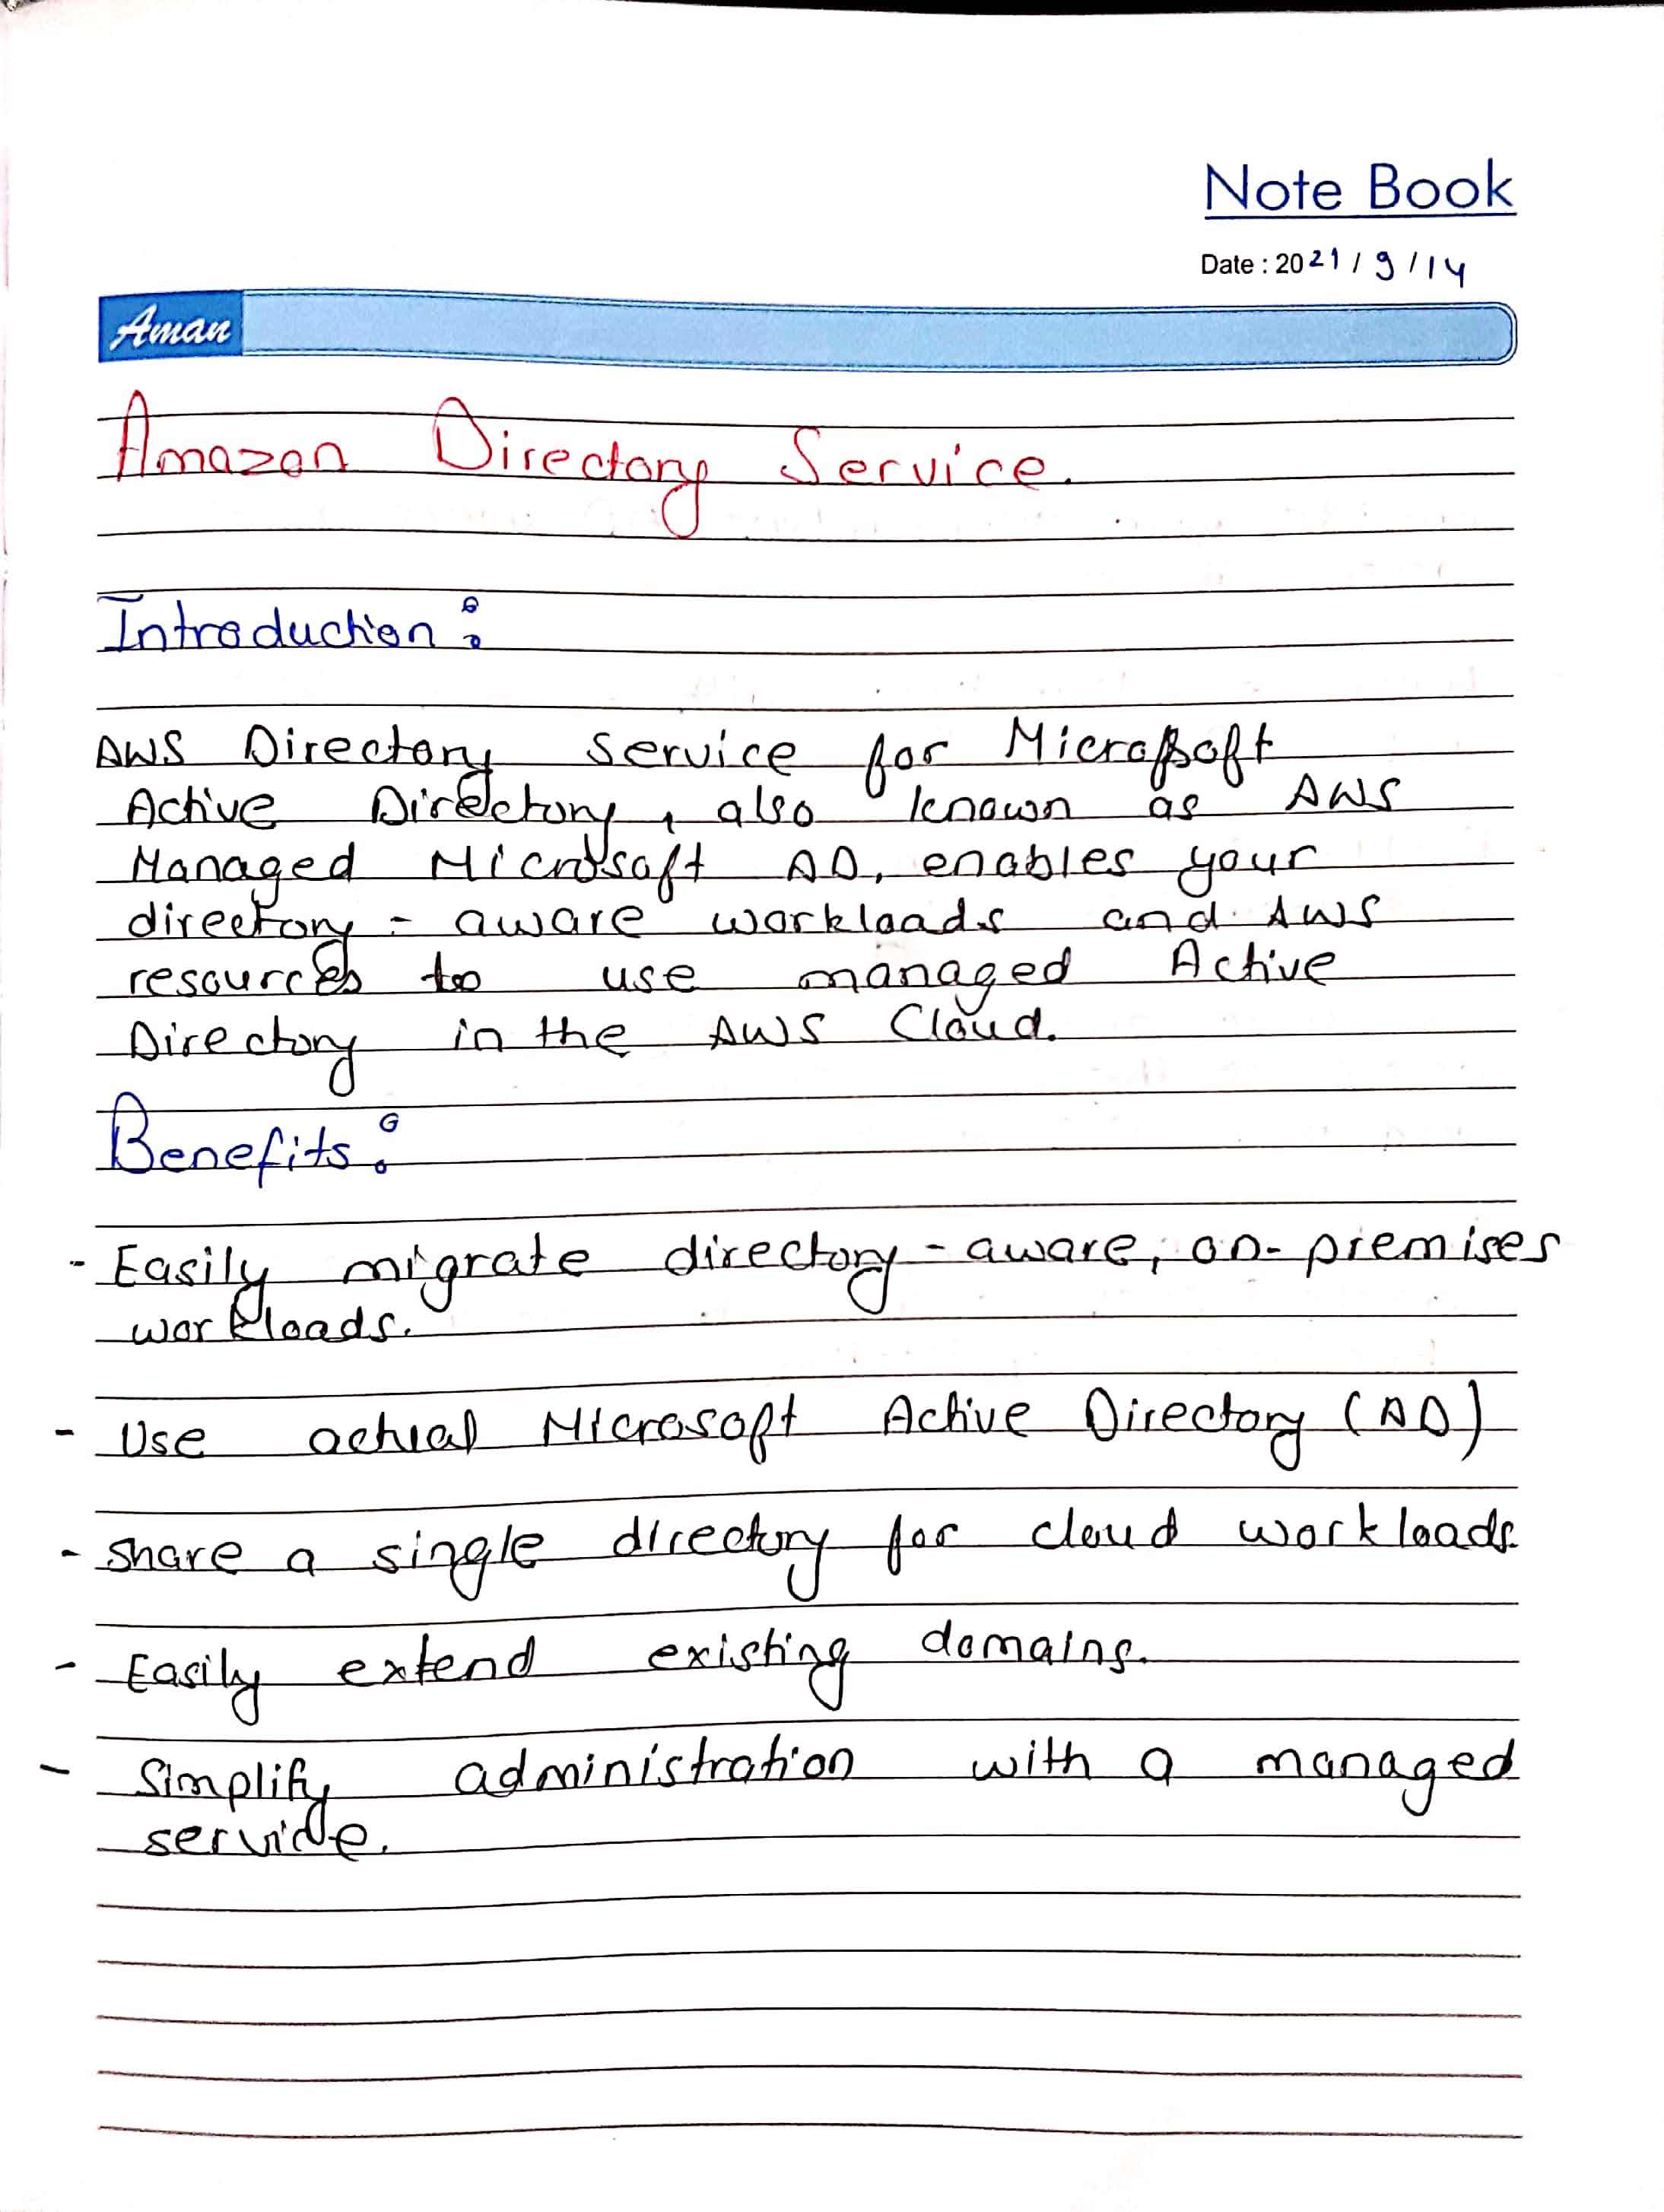 Note Book
Date : 2021 / 9 / 14
Aman
Amazon Directory Service.
Introduction :
AWS Directory Service for Microsoft
Active Directory, also known as AWS
Managed Microsoft AD, enables your
directory - aware workloads and AWS
resources to use managed Active
Directory in the AWS Cloud.
Benefits :
- Easily migrate directory - aware, on - premises
workloads.
- Use actual Microsoft Active Directory (AD)
- Share a single directory for cloud workloads.
- Easily extend existing domains.
- Simplify administration with a managed
service.